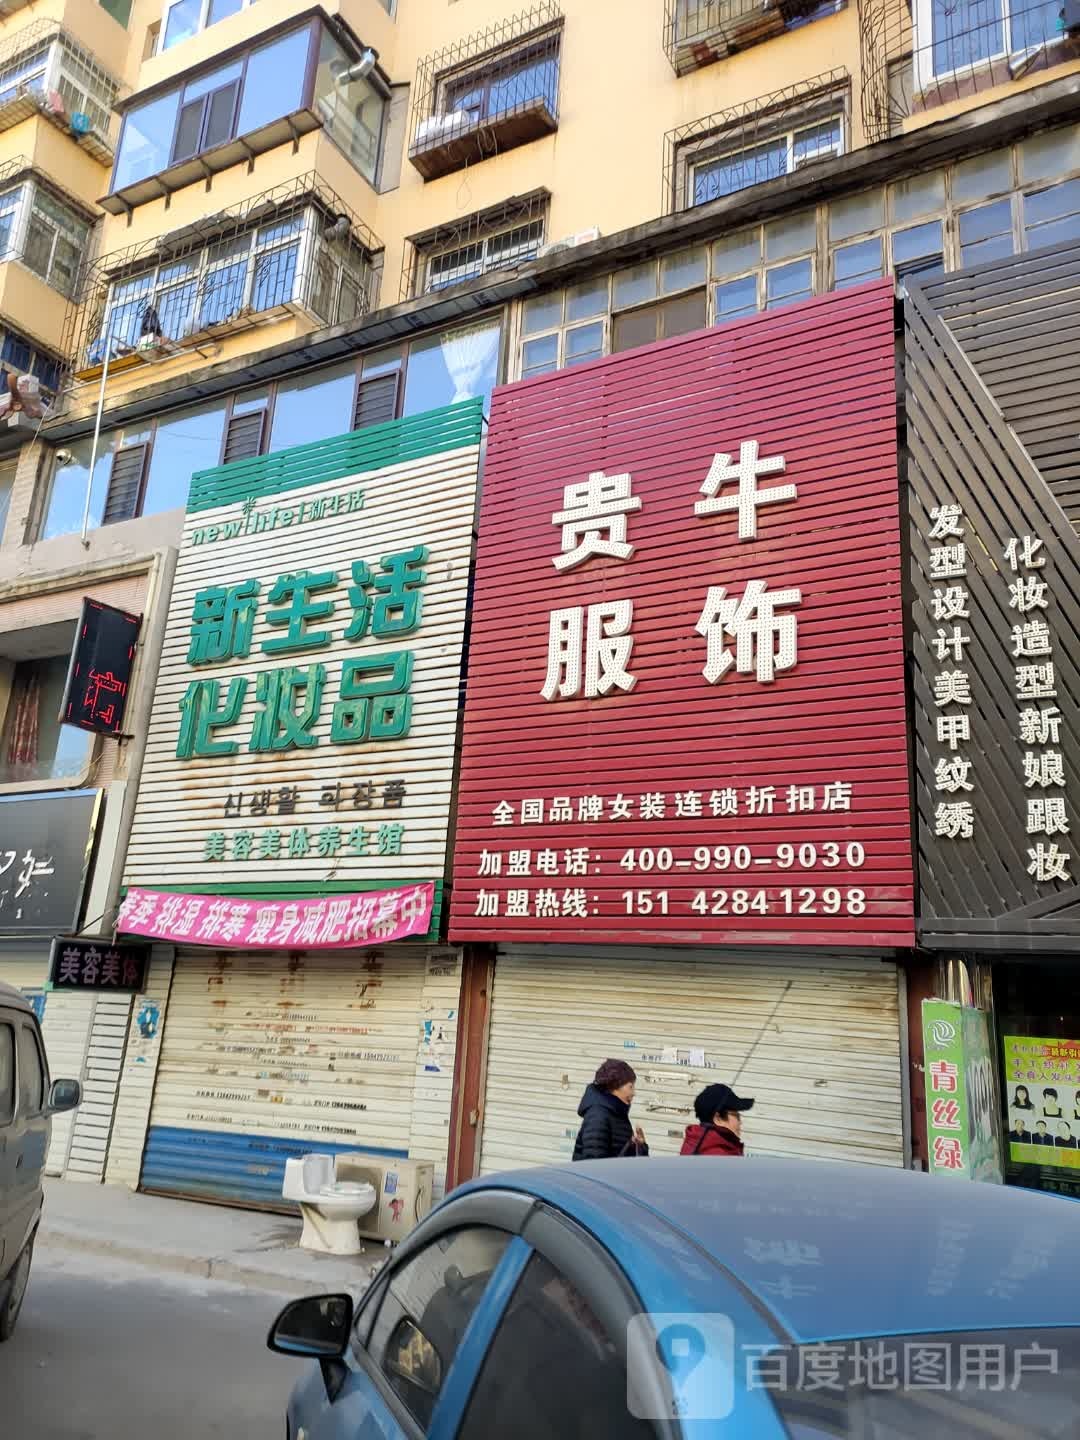 new life! 新生活
新生活
化妆品
신생활 화장품
美容美体养生馆
春季 排湿 排寒 瘦身减肥招募中
美容美体
贵牛
服饰
全国品牌女装连锁折扣店
加盟电话：400-990-9030
加盟热线：151 4284 1298
发型设计美甲纹绣
化妆造型新娘跟妆
青丝绿
百度地图用户